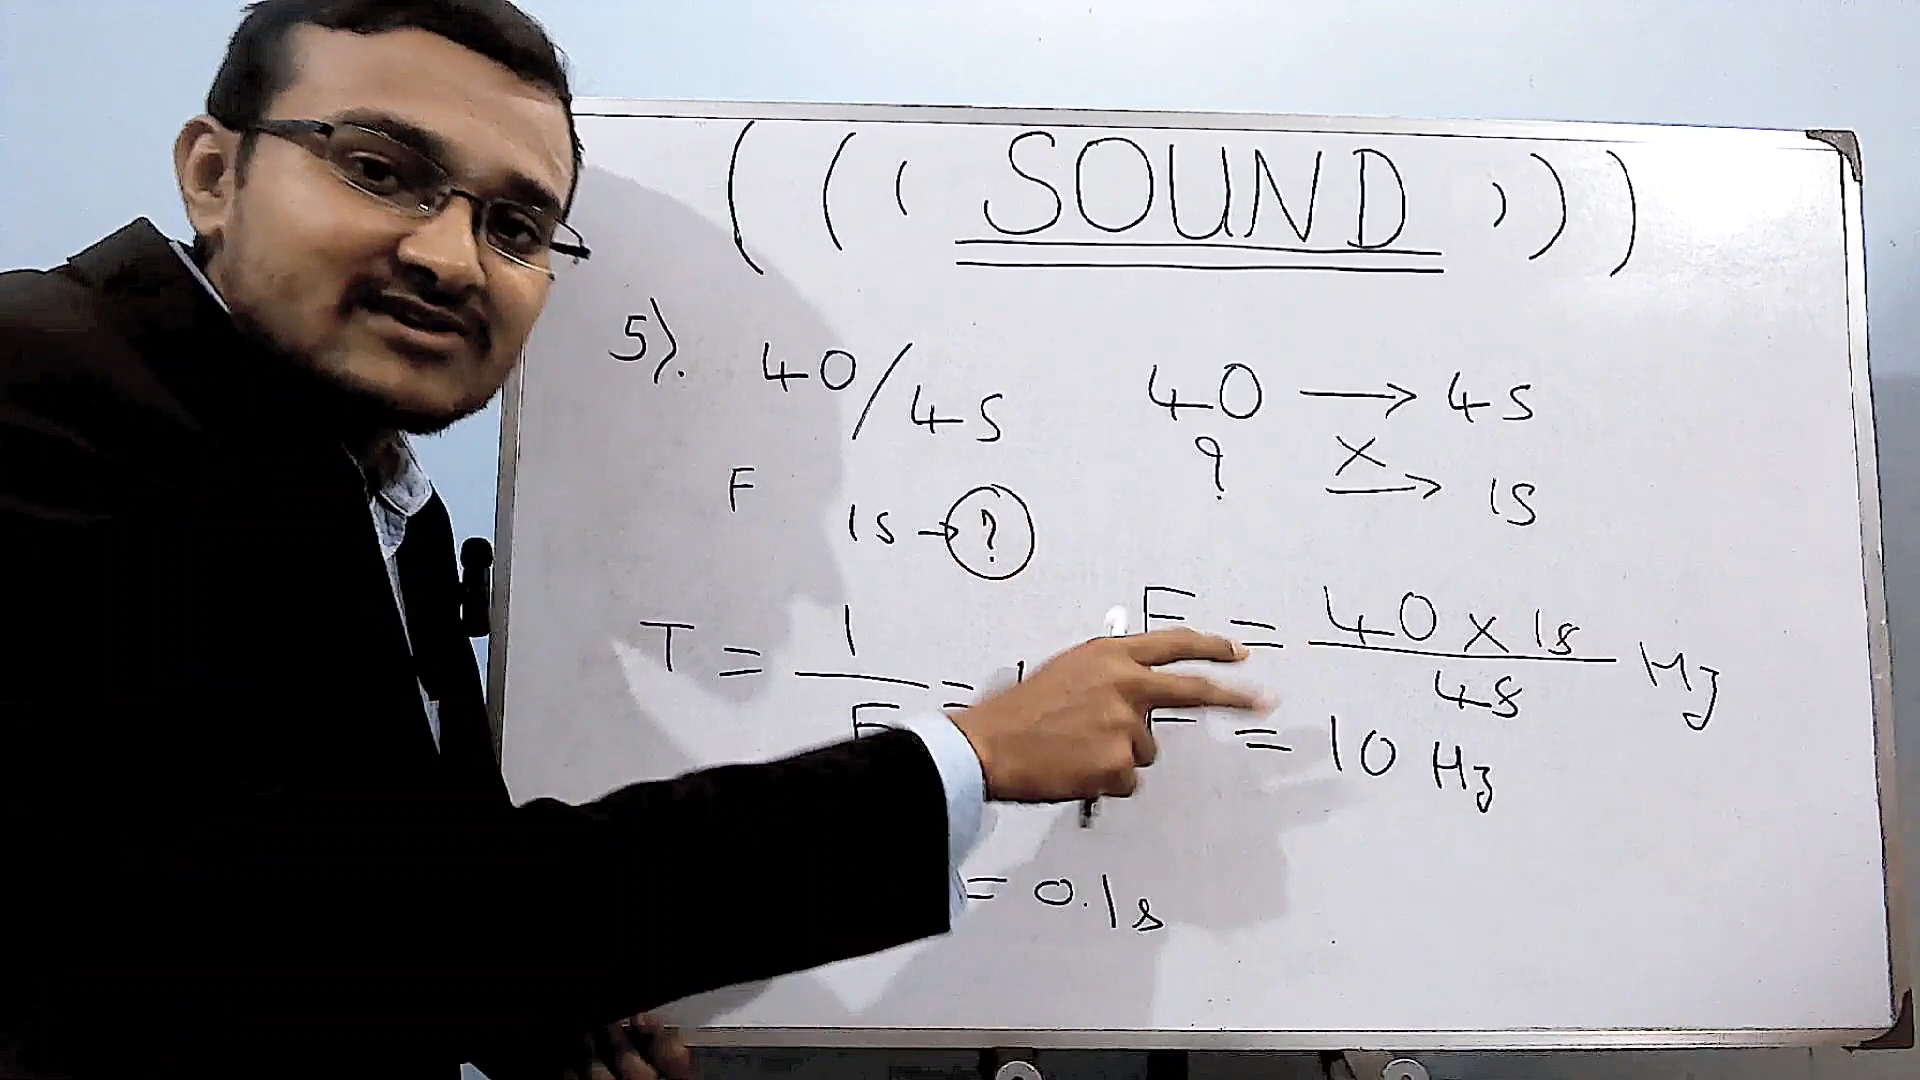 ( ( ( SOUND ) ) )
5). 40/4s
F
1s → ?
T = 1/F =
= 0.1s
40 → 4s
? x → 1s
F = 40 x 1s / 4s Hz
F = 10 Hz